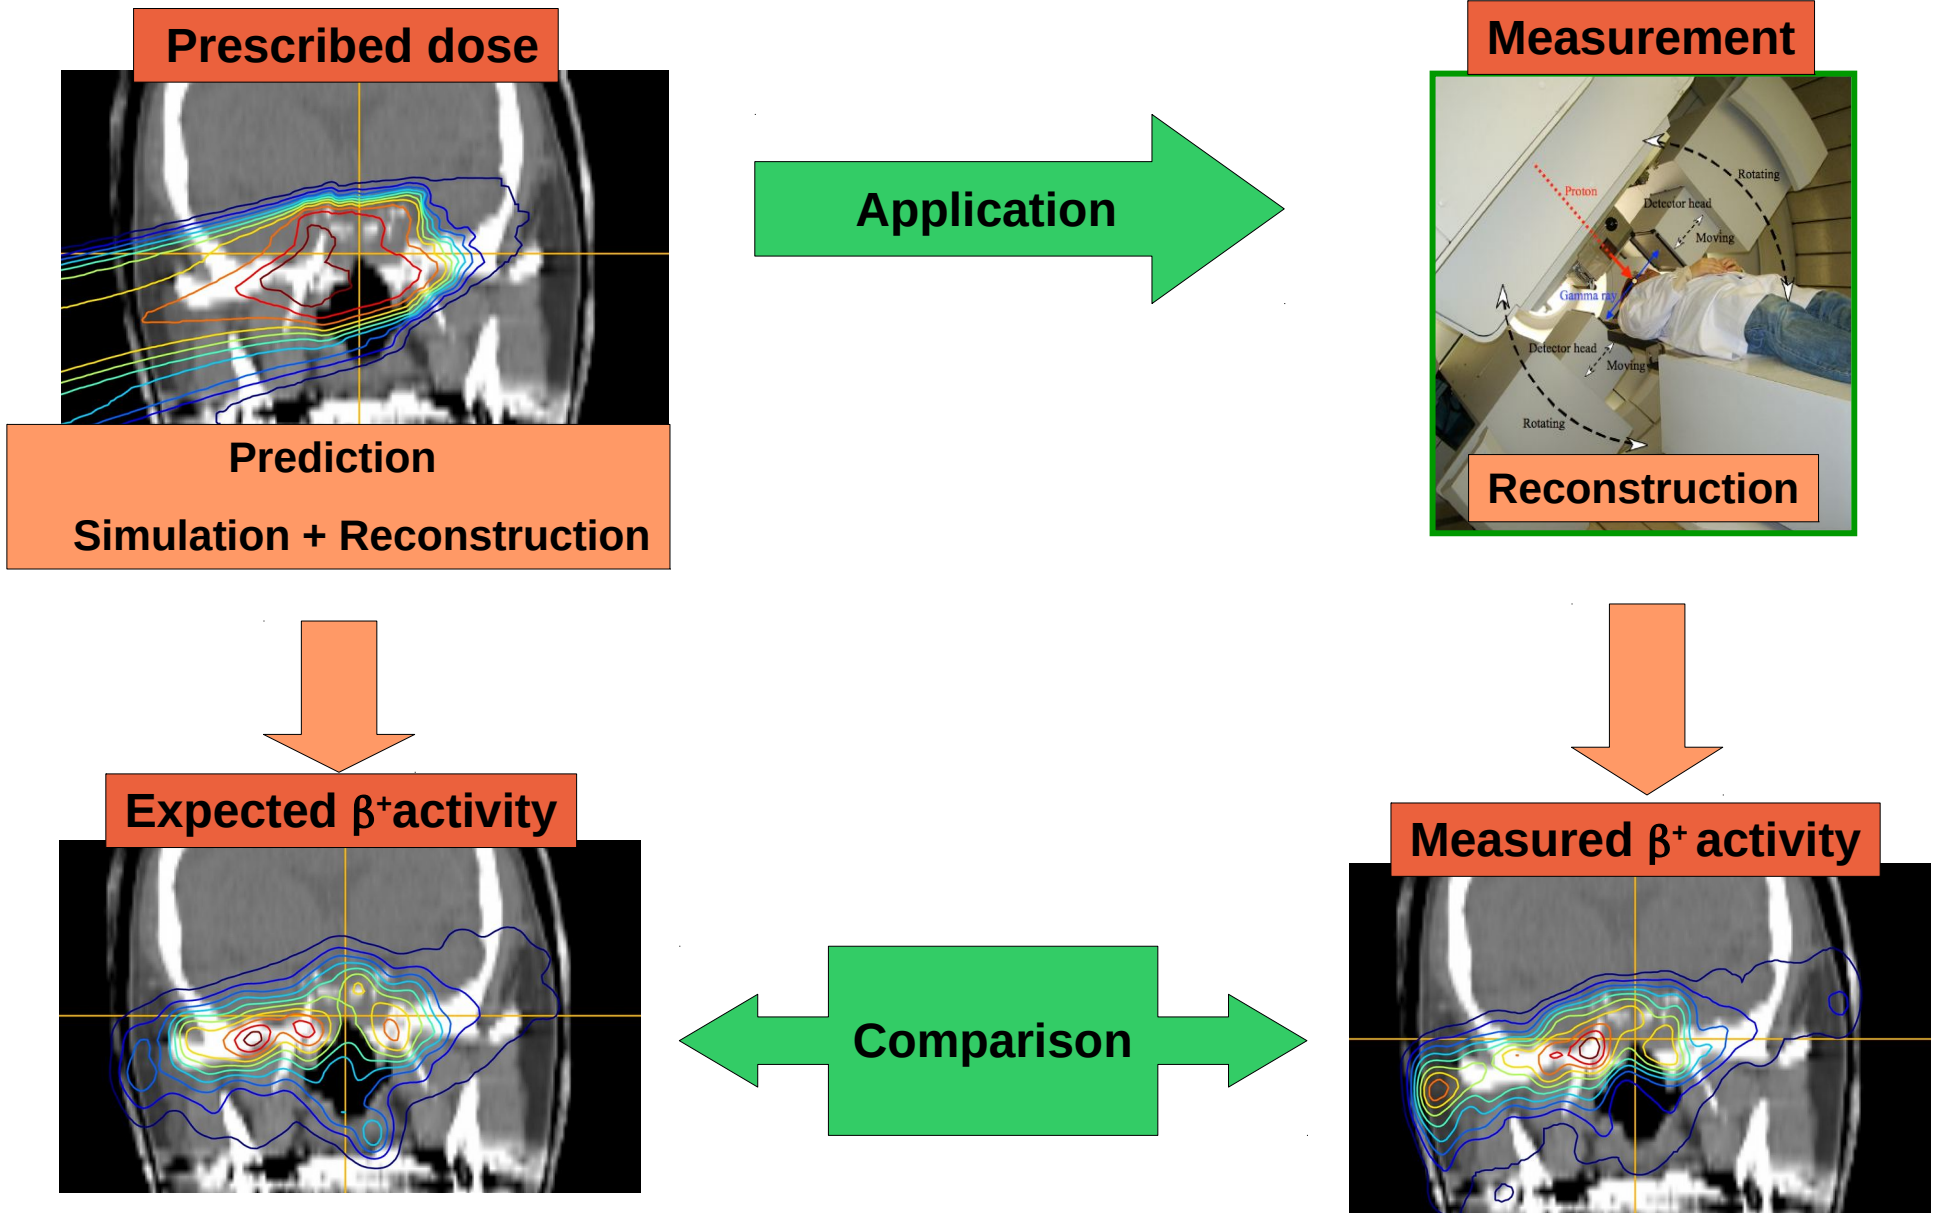 Prescribed dose
Measurement
Application
Proton
Rotating
Detector head
Moving
Gamma ray
Detector head
Moving
Rotating
Reconstruction
Prediction
Simulation + Reconstruction
Expected β⁺activity
Measured β⁺ activity
Comparison